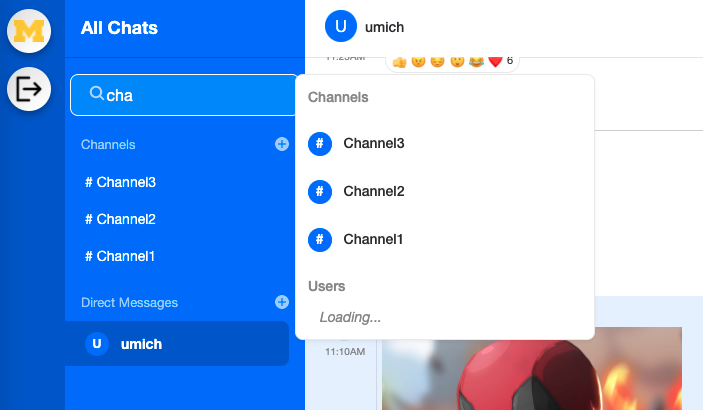 M
All Chats
cha
Channels
# Channel3
# Channel2
# Channel1
Direct Messages
U umich
U umich
11:23AM
6
Channels
# Channel3
# Channel2
# Channel1
Users
Loading...
11:10AM